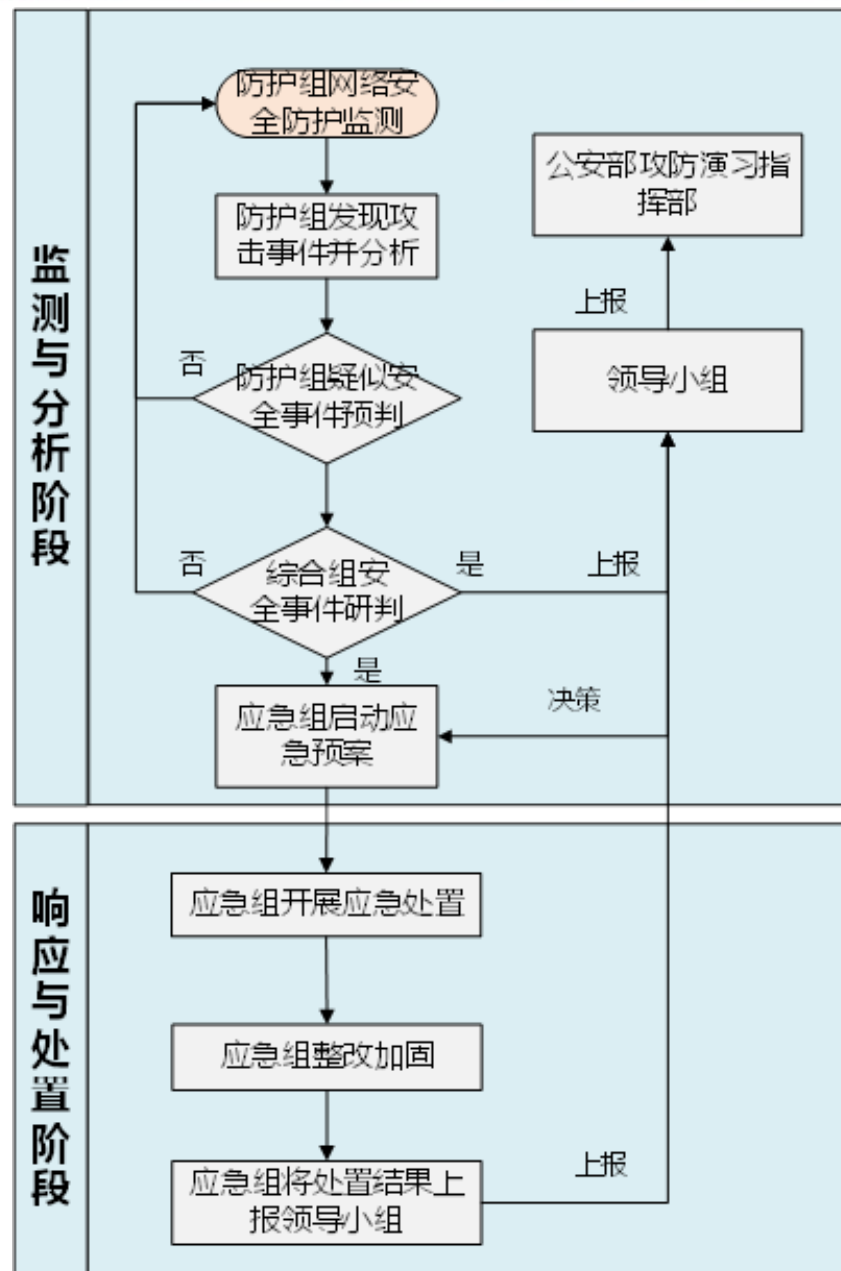 监测与分析阶段
防护组网络安
全防护监测
防护组发现攻
击事件并分析
公安部攻防演习指
挥部
上报
否
防护组疑似安
全事件预判
领导小组
否
综合组安
全事件研判
是
上报
是
应急组启动应
急预案
决策
响应与处置阶段
应急组开展应急处置
应急组整改加固
应急组将处置结果上
报领导小组
上报